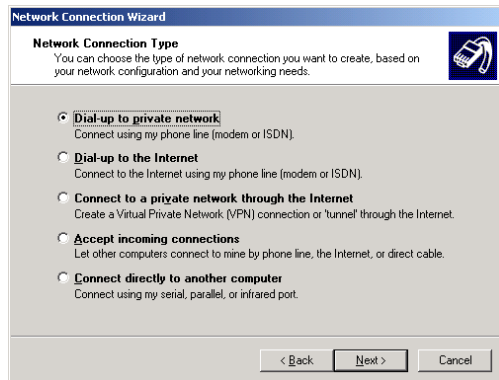 Network Connection Wizard
Network Connection Type
You can choose the type of network connection you want to create, based on
your network configuration and your networking needs.
Dial-up to private network
Connect using my phone line (modem or ISDN).
Dial-up to the Internet
Connect to the Internet using my phone line (modem or ISDN).
Connect to a private network through the Internet
Create a Virtual Private Network (VPN) connection or 'tunnel' through the Internet.
Accept incoming connections
Let other computers connect to mine by phone line, the Internet, or direct cable.
Connect directly to another computer
Connect using my serial, parallel, or infrared port.
< Back Next > Cancel